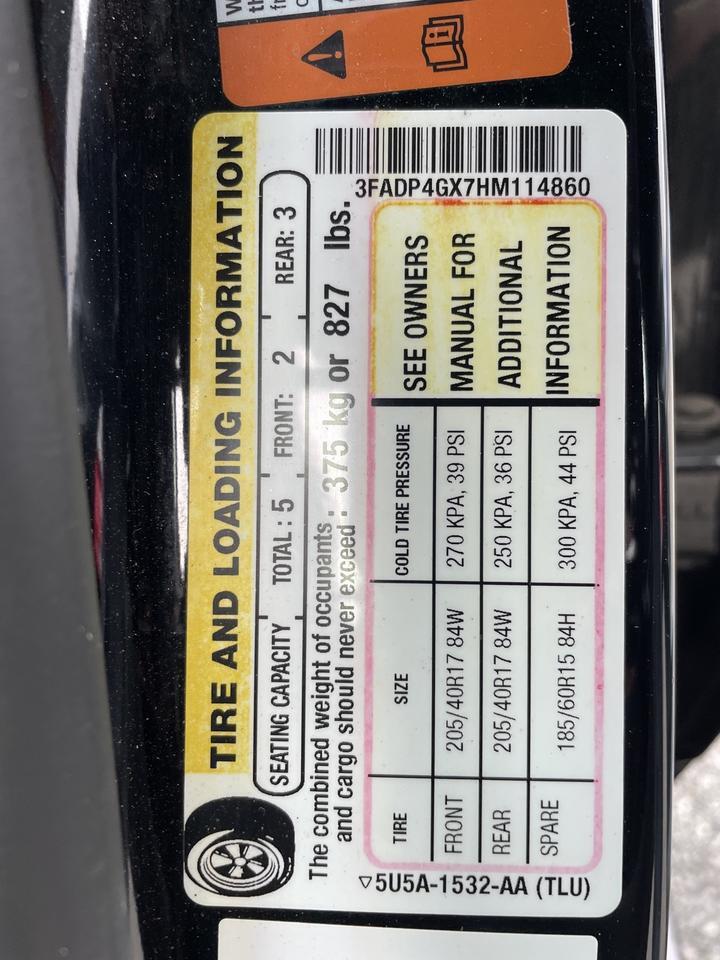 3FADP4GX7HM114860
TIRE AND LOADING INFORMATION
SEATING CAPACITY TOTAL: 5 FRONT: 2 REAR: 3
The combined weight of occupants
and cargo should never exceed : 375 kg or 827 lbs.
TIRE SIZE COLD TIRE PRESSURE
FRONT 205/40R17 84W 270 KPA, 39 PSI
REAR 205/40R17 84W 250 KPA, 36 PSI
SPARE 185/60R15 84H 300 KPA, 44 PSI
SEE OWNERS
MANUAL FOR
ADDITIONAL
INFORMATION
5U5A-1532-AA (TLU)